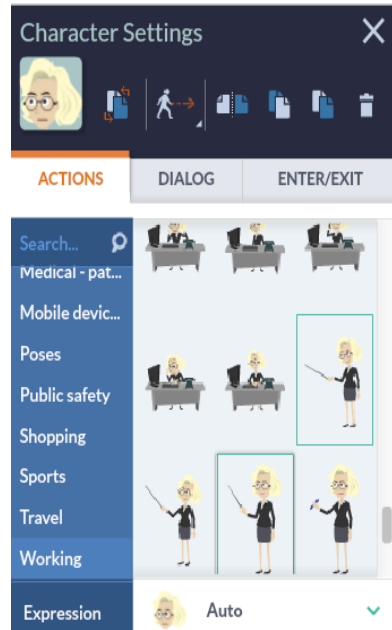 Character Settings
ACTIONS DIALOG ENTER/EXIT
Search...
Medical - pat...
Mobile devic...
Poses
Public safety
Shopping
Sports
Travel
Working
Expression Auto